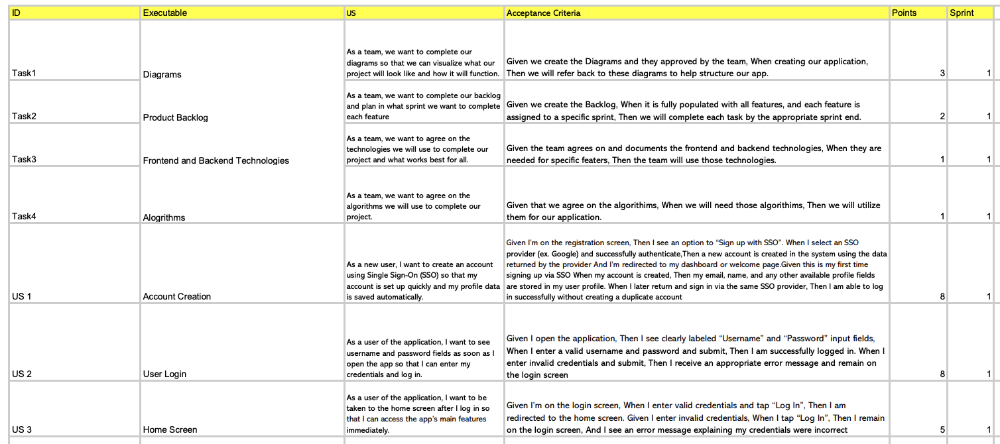 ID Executable US Acceptance Criteria Points Sprint
As a team, we want to complete our
diagrams so that we can visualize what our
project will look like and how it will function.
Given we create the Diagrams and they approved by the team, When creating our application,
Then we will refer back to these diagrams to help structure our app.
Task1 Diagrams 3 1
As a team, we want to complete our backlog
and plan in what sprint we want to complete
each feature
Given we create the Backlog, When it is fully populated with all features, and each feature is
assigned to a specific sprint, Then we will complete each task by the appropriate sprint end.
Task2 Product Backlog 2 1
As a team, we want to agree on the
technologies we will use to complete our
project and what works best for all.
Given the team agrees on and documents the frontend and backend technologies, When they are
needed for specific featers, Then the team will use those technologies.
Task3 Frontend and Backend Technologies 1 1
As a team, we want to agree on the
algorithms we will use to complete our
project.
Given that we agree on the algorithims, When we will need those algorithims, Then we will utilize
them for our application.
Task4 Alogrithms 1 1
As a new user, I want to create an account
using Single Sign-On (SSO) so that my
account is set up quickly and my profile data
is saved automatically.
Given I'm on the registration screen, Then I see an option to “Sign up with SSO”. When I select an SSO
provider (ex. Google) and successfully authenticate,Then a new account is created in the system using the data
returned by the provider And I'm redirected to my dashboard or welcome page.Given this is my first time
signing up via SSO When my account is created, Then my email, name, and any other available profile fields
are stored in my user profile. When I later return and sign in via the same SSO provider, Then I am able to log
in successfully without creating a duplicate account
US 1 Account Creation 8 1
As a user of the application, I want to see
username and password fields as soon as I
open the app so that I can enter my
credentials and log in.
Given I open the application, Then I see clearly labeled “Username” and “Password” input fields,
When I enter a valid username and password and submit, Then I am successfully logged in. When I
enter invalid credentials and submit, Then I receive an appropriate error message and remain on
the login screen
US 2 User Login 8 1
As a user of the application, I want to be
taken to the home screen after I log in so
that I can access the app's main features
immediately.
Given I'm on the login screen, When I enter valid credentials and tap “Log In”, Then I am
redirected to the home screen. Given I enter invalid credentials, When I tap “Log In”, Then I remain
on the login screen, And I see an error message explaining my credentials were incorrect
US 3 Home Screen 5 1